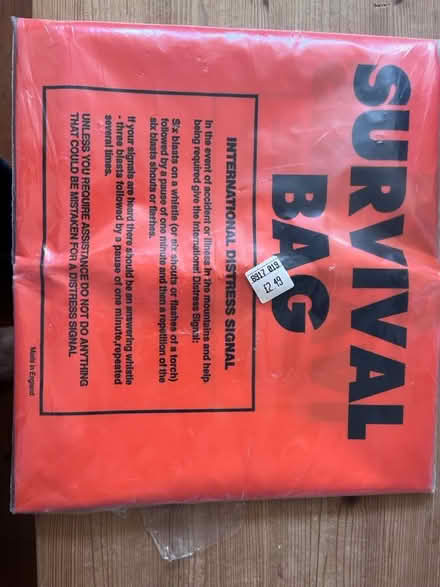 SURVIVAL
BAG
8917.019
£2.49
INTERNATIONAL DISTRESS SIGNAL
In the event of accident or illness in the mountains and help
being required give the International Distress Signal:
Six blasts on a whistle (or six shouts or flashes of a torch)
followed by a pause of one minute and then a repetition of the
six blasts shouts or flashes.
If your signals are heard there should be an answering whistle
- three blasts followed by a pause of one minute, repeated
several times.
UNLESS YOU REQUIRE ASSISTANCE DO NOT DO ANYTHING
THAT COULD BE MISTAKEN FOR A DISTRESS SIGNAL
Made in England